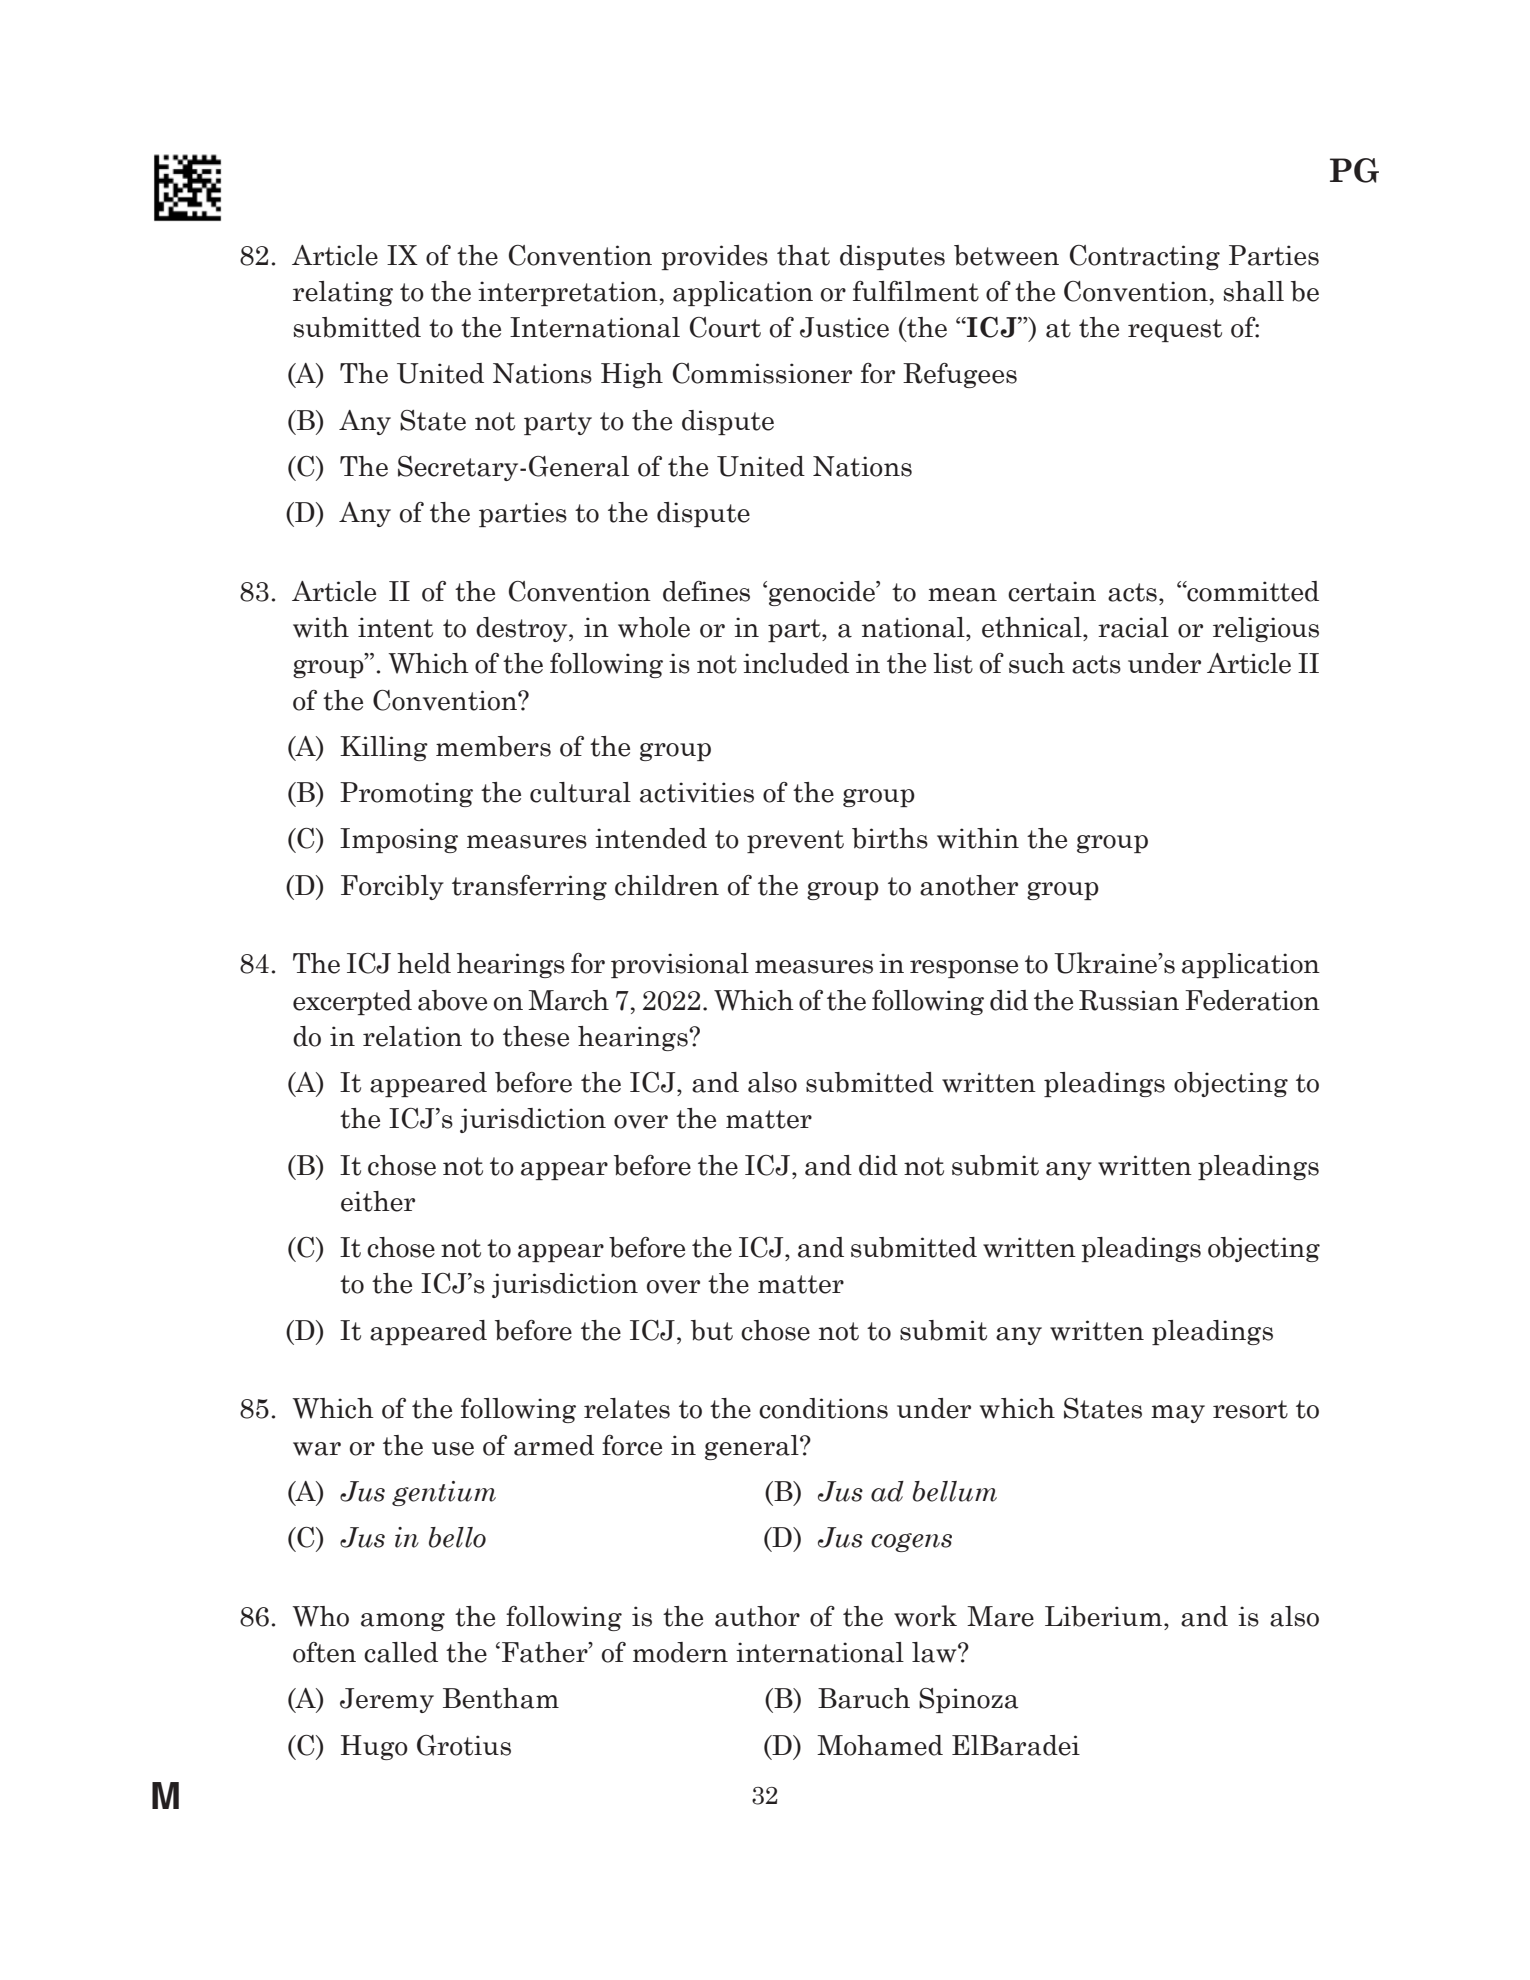 PG
82. Article IX of the Convention provides that disputes between Contracting Parties
relating to the interpretation, application or fulfilment of the Convention, shall be
submitted to the International Court of Justice (the “ICJ”) at the request of:
(A) The United Nations High Commissioner for Refugees
(B) Any State not party to the dispute
(C) The Secretary-General of the United Nations
(D) Any of the parties to the dispute
83. Article II of the Convention defines ‘genocide’ to mean certain acts, “committed
with intent to destroy, in whole or in part, a national, ethnical, racial or religious
group”. Which of the following is not included in the list of such acts under Article II
of the Convention?
(A) Killing members of the group
(B) Promoting the cultural activities of the group
(C) Imposing measures intended to prevent births within the group
(D) Forcibly transferring children of the group to another group
84. The ICJ held hearings for provisional measures in response to Ukraine’s application
excerpted above on March 7, 2022. Which of the following did the Russian Federation
do in relation to these hearings?
(A) It appeared before the ICJ, and also submitted written pleadings objecting to
the ICJ’s jurisdiction over the matter
(B) It chose not to appear before the ICJ, and did not submit any written pleadings
either
(C) It chose not to appear before the ICJ, and submitted written pleadings objecting
to the ICJ’s jurisdiction over the matter
(D) It appeared before the ICJ, but chose not to submit any written pleadings
85. Which of the following relates to the conditions under which States may resort to
war or the use of armed force in general?
(A) Jus gentium (B) Jus ad bellum
(C) Jus in bello (D) Jus cogens
86. Who among the following is the author of the work Mare Liberium, and is also
often called the ‘Father’ of modern international law?
(A) Jeremy Bentham (B) Baruch Spinoza
(C) Hugo Grotius (D) Mohamed ElBaradei
M 32